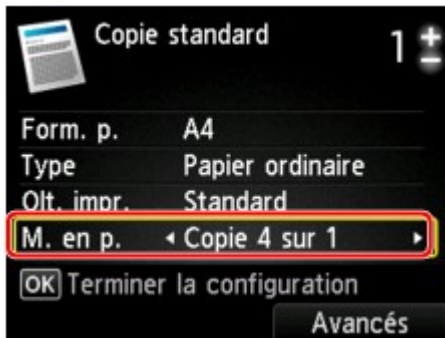 Copie standard
1 + −
Form. p. A4
Type Papier ordinaire
Qlt. impr. Standard
M. en p. Copie 4 sur 1
OK Terminer la configuration
Avancés